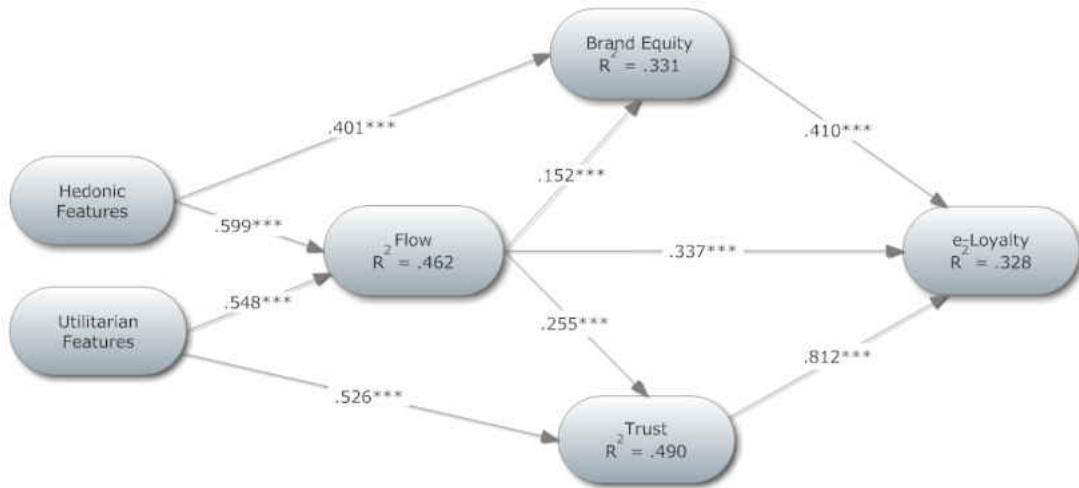 Brand Equity
R² = .331
.401***
.410***
.152***
Hedonic
Features
.599***
Flow
R² = .462
.337***
e-Loyalty
R² = .328
.548***
Utilitarian
Features
.255***
.812***
.526***
Trust
R² = .490